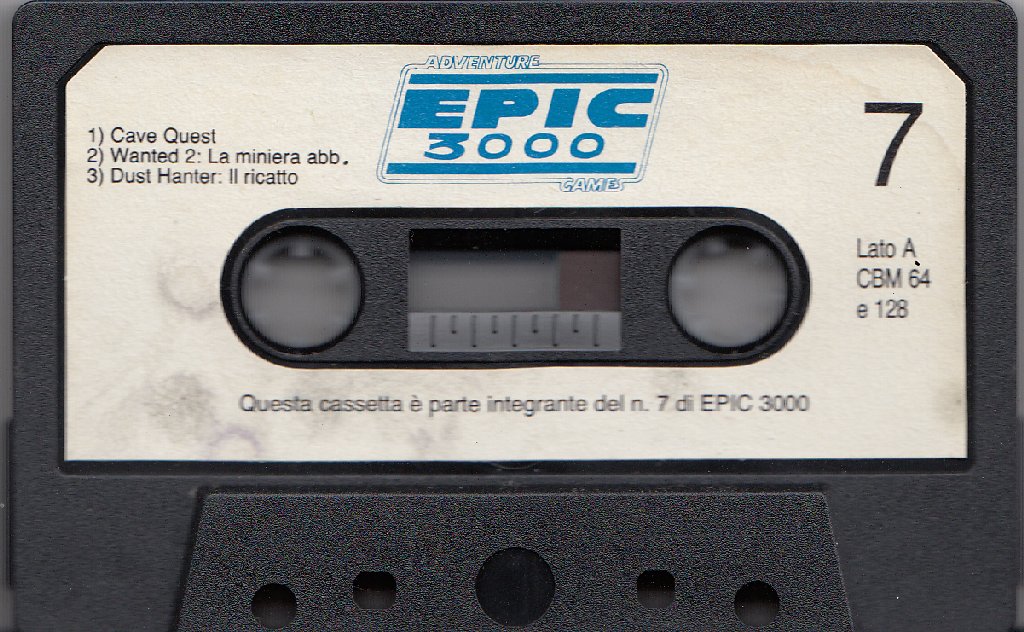 ADVENTURE
EPIC
3000
GAMES
7
1) Cave Quest
2) Wanted 2: La miniera abb.
3) Dust Hanter: Il ricatto
Lato A
CBM 64
e 128
Questa cassetta è parte integrante del n. 7 di EPIC 3000